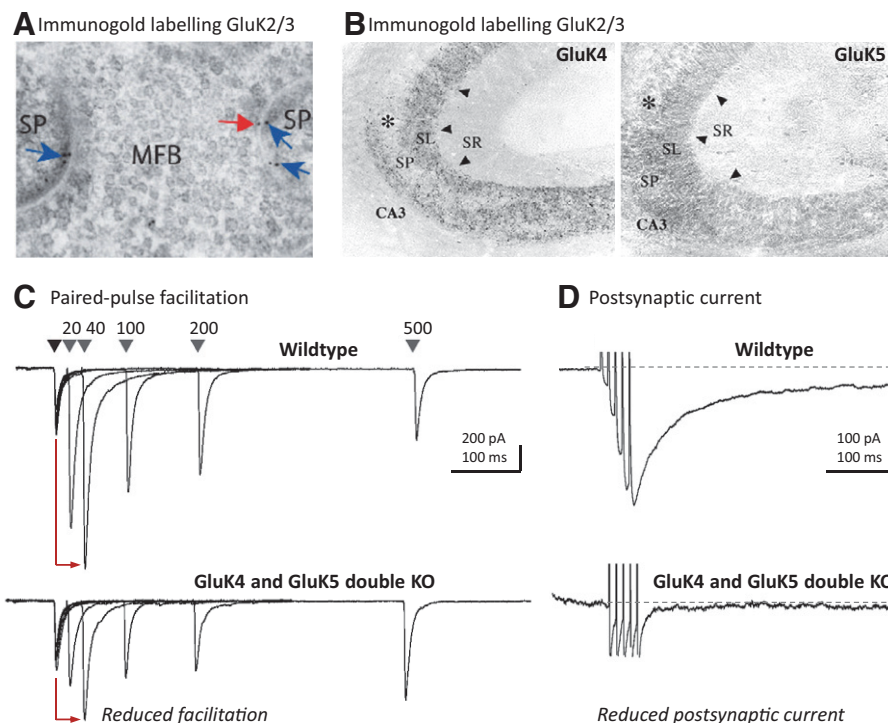 A Immunogold labelling GluK2/3
SP
MFB
SP
B Immunogold labelling GluK2/3
GluK4
*
SL
SR
SP
CA3
GluK5
*
SL
SR
SP
CA3
C Paired-pulse facilitation
20 40 100 200 500
Wildtype
200 pA
100 ms
GluK4 and GluK5 double KO
Reduced facilitation
D Postsynaptic current
Wildtype
100 pA
100 ms
GluK4 and GluK5 double KO
Reduced postsynaptic current